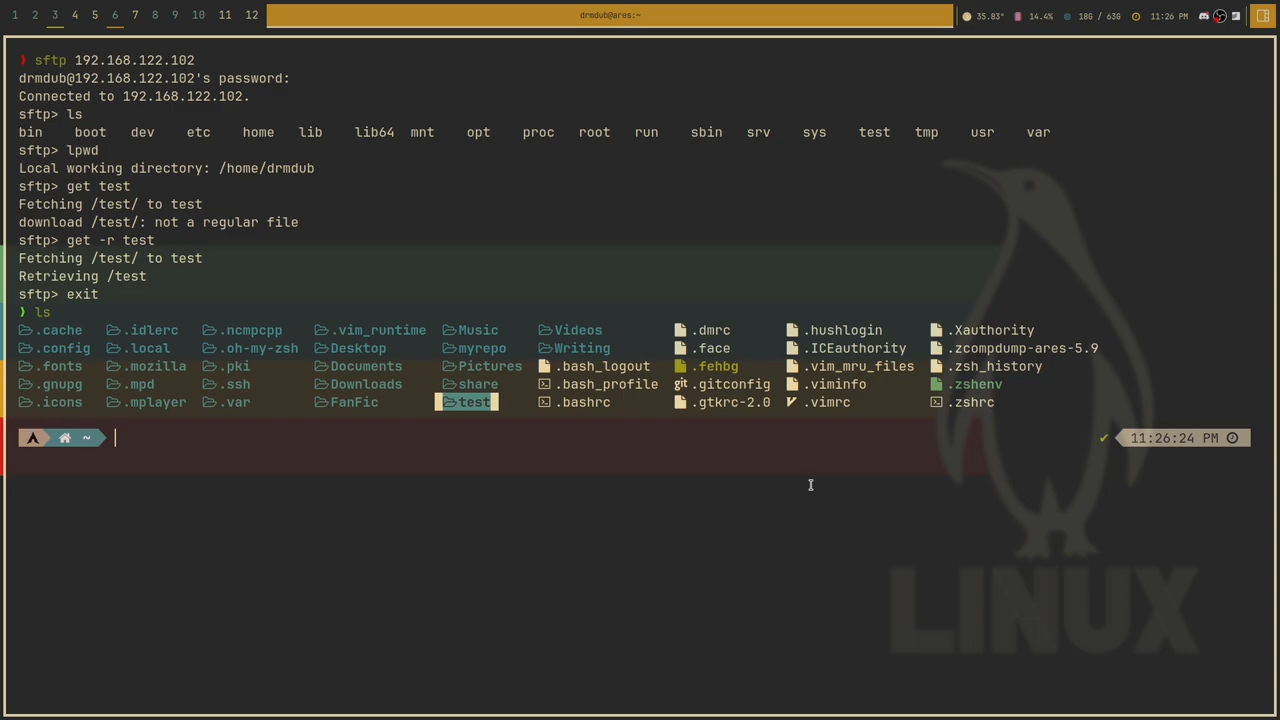 1 2 3 4 5 6 7 8 9 10 11 12 drmdub@ares:~ 35.83° 14.4% 18G / 63G 11:26 PM
❱ sftp 192.168.122.102
drmdub@192.168.122.102's password:
Connected to 192.168.122.102.
sftp> ls
bin boot dev etc home lib lib64 mnt opt proc root run sbin srv sys test tmp usr var
sftp> lpwd
Local working directory: /home/drmdub
sftp> get test
Fetching /test/ to test
download /test/: not a regular file
sftp> get -r test
Fetching /test/ to test
Retrieving /test
sftp> exit
❱ ls
.cache .idlerc .ncmpcpp .vim_runtime Music Videos .dmrc .hushlogin .Xauthority
.config .local .oh-my-zsh Desktop myrepo Writing .face .ICEauthority .zcompdump-ares-5.9
.fonts .mozilla .pki Documents Pictures .bash_logout .fehbg .vim_mru_files .zsh_history
.gnupg .mpd .ssh Downloads share .bash_profile git .gitconfig .viminfo .zshenv
.icons .mplayer .var FanFic test .bashrc .gtkrc-2.0 .vimrc .zshrc
~ ✔ 11:26:24 PM
LINUX